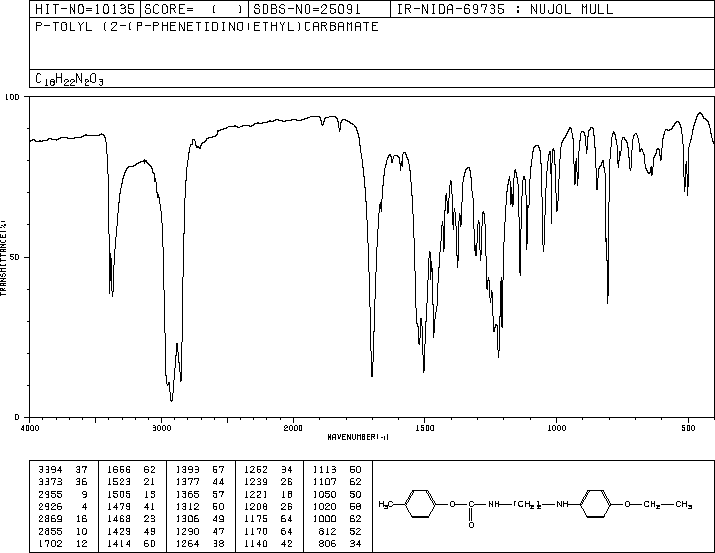 HIT-NO=10135 SCORE= ( ) SDBS-NO=25091 IR-NIDA-69735 : NUJOL MULL
P-TOLYL (2-(P-PHENETIDINO)ETHYL)CARBAMATE
C18H22N2O3
100
50
0
TRANSMITTANCE(%)
4000 3000 2000 1500 1000 500
WAVENUMBER(-1)
3394 37 1666 62 1393 57 1252 34 1113 50
3373 36 1523 21 1377 44 1239 26 1107 62
2955 9 1505 13 1365 57 1221 18 1050 50
2926 4 1479 41 1312 60 1208 26 1020 58
2869 16 1468 23 1306 49 1175 64 1000 62
2855 10 1429 49 1290 47 1170 64 812 52
1702 12 1414 60 1264 38 1140 42 806 34
H3C O C NH (CH2)2 NH O CH2 CH3
O